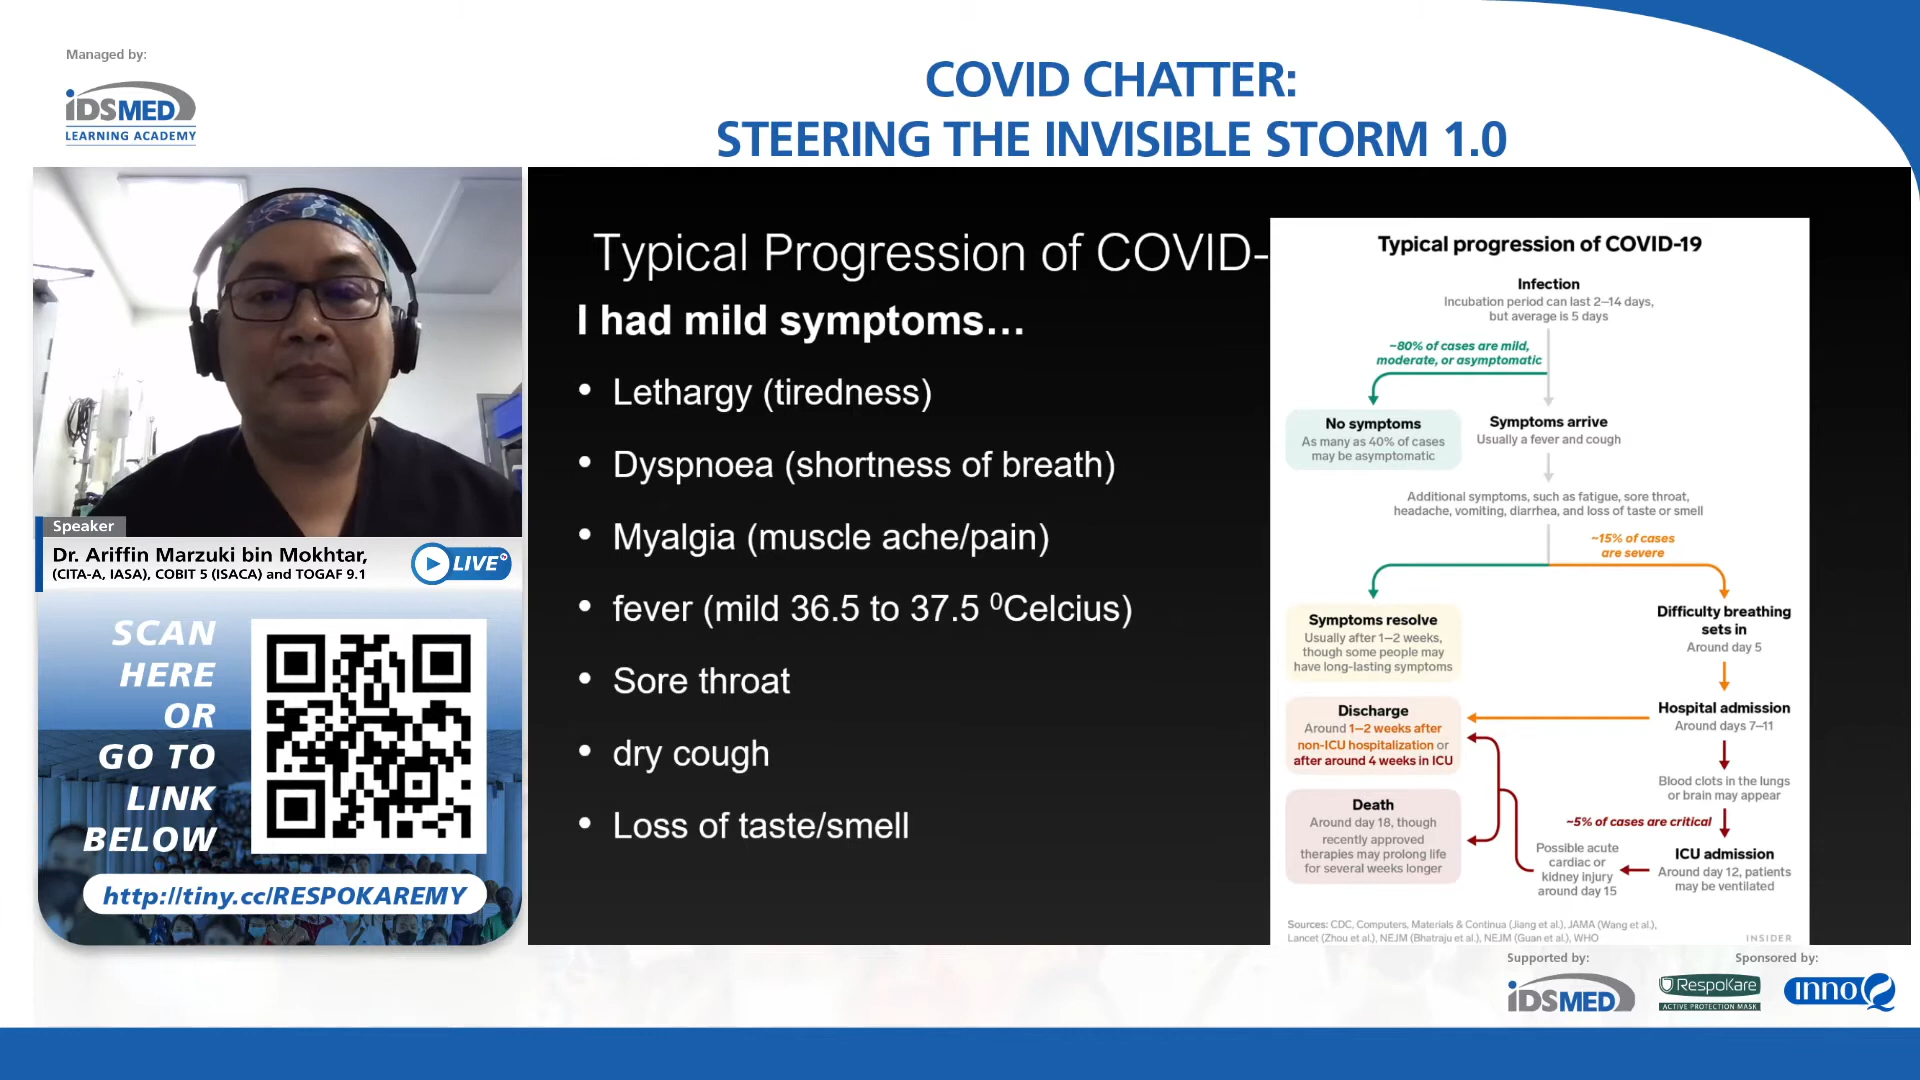 Managed by:
iDSMED
LEARNING ACADEMY
COVID CHATTER:
STEERING THE INVISIBLE STORM 1.0
Speaker
Dr. Ariffin Marzuki bin Mokhtar,
(CITA-A, IASA), COBIT 5 (ISACA) and TOGAF 9.1
LIVE
SCAN
HERE
OR
GO TO
LINK
BELOW
http://tiny.cc/RESPOKAREMY
Typical Progression of COVID-
I had mild symptoms...
• Lethargy (tiredness)
• Dyspnoea (shortness of breath)
• Myalgia (muscle ache/pain)
• fever (mild 36.5 to 37.5 ⁰Celcius)
• Sore throat
• dry cough
• Loss of taste/smell
Typical progression of COVID-19
Infection
Incubation period can last 2–14 days,
but average is 5 days
~80% of cases are mild,
moderate, or asymptomatic
No symptoms
As many as 40% of cases
may be asymptomatic
Symptoms arrive
Usually a fever and cough
Additional symptoms, such as fatigue, sore throat,
headache, vomiting, diarrhea, and loss of taste or smell
~15% of cases
are severe
Symptoms resolve
Usually after 1–2 weeks,
though some people may
have long-lasting symptoms
Difficulty breathing
sets in
Around day 5
Hospital admission
Around days 7–11
Discharge
Around 1–2 weeks after
non-ICU hospitalization or
after around 4 weeks in ICU
Blood clots in the lungs
or brain may appear
~5% of cases are critical
Death
Around day 18, though
recently approved
therapies may prolong life
for several weeks longer
Possible acute
cardiac or
kidney injury
around day 15
ICU admission
Around day 12, patients
may be ventilated
Sources: CDC, Computers, Materials & Continua (Jiang et al.), JAMA (Wang et al.),
Lancet (Zhou et al.), NEJM (Bhatraju et al.), NEJM (Guan et al.), WHO
INSIDER
Supported by:
iDSMED
Sponsored by:
RespoKare
ACTIVE PROTECTION MASK
innoQ